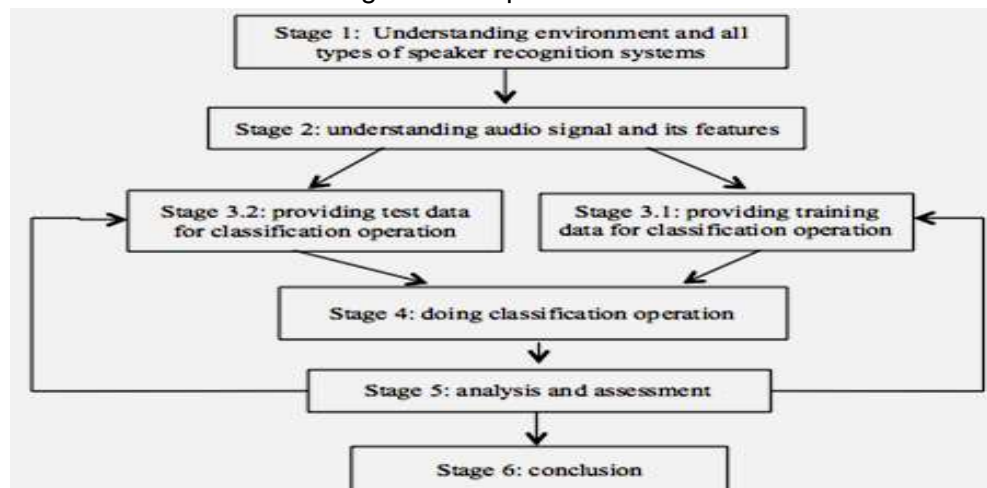 Stage 1: Understanding environment and all
types of speaker recognition systems
Stage 2: understanding audio signal and its features
Stage 3.2: providing test data
for classification operation
Stage 3.1: providing training
data for classification operation
Stage 4: doing classification operation
Stage 5: analysis and assessment
Stage 6: conclusion